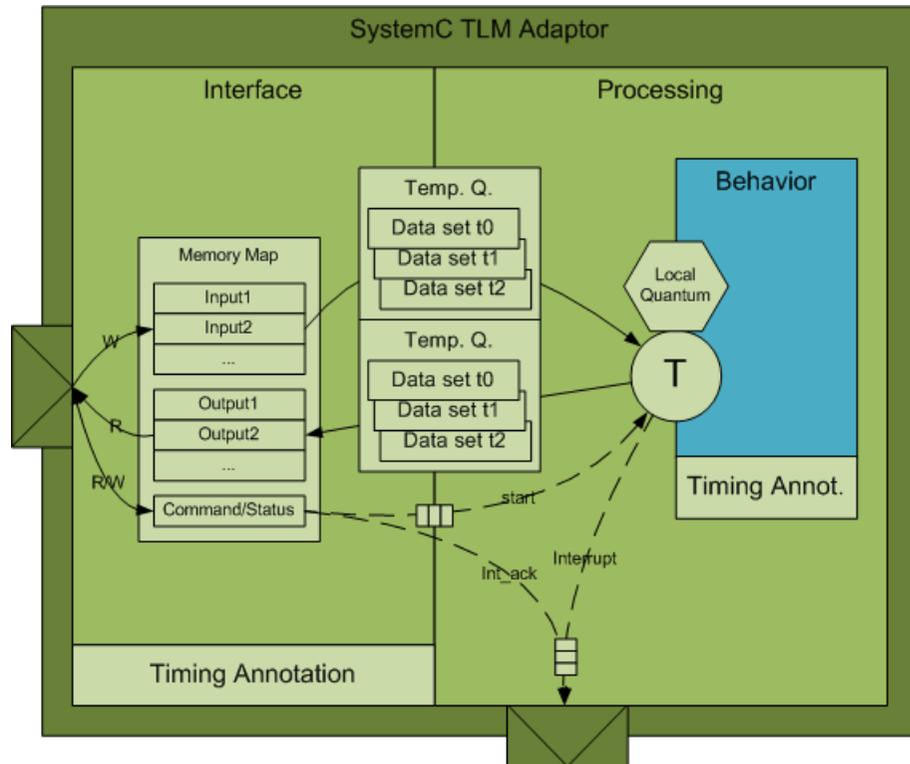 SystemC TLM Adaptor
Interface
Processing
Temp. Q.
Data set t0
Data set t1
Data set t2
Temp. Q.
Data set t0
Data set t1
Data set t2
Memory Map
Input1
Input2
...
Output1
Output2
...
Command/Status
W
R
R/W
Behavior
Local
Quantum
T
Timing Annot.
start
Int_ack
Interrupt
Timing Annotation